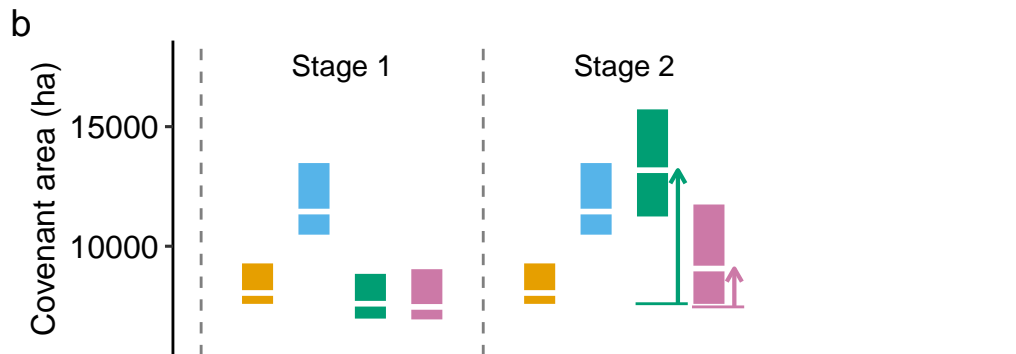 b
Stage 1
Stage 2
Covenant area (ha)
15000
10000